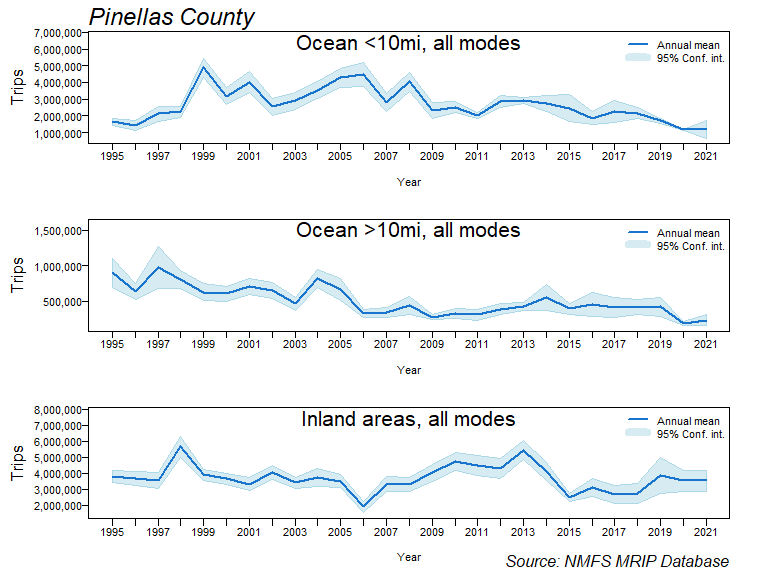 Pinellas County
Ocean <10mi, all modes
Annual mean
95% Conf. int.
Trips
7,000,000
6,000,000
5,000,000
4,000,000
3,000,000
2,000,000
1,000,000
1995 1997 1999 2001 2003 2005 2007 2009 2011 2013 2015 2017 2019 2021
Year
Ocean >10mi, all modes
Annual mean
95% Conf. int.
Trips
1,500,000
1,000,000
500,000
1995 1997 1999 2001 2003 2005 2007 2009 2011 2013 2015 2017 2019 2021
Year
Inland areas, all modes
Annual mean
95% Conf. int.
Trips
8,000,000
7,000,000
6,000,000
5,000,000
4,000,000
3,000,000
2,000,000
1995 1997 1999 2001 2003 2005 2007 2009 2011 2013 2015 2017 2019 2021
Year
Source: NMFS MRIP Database